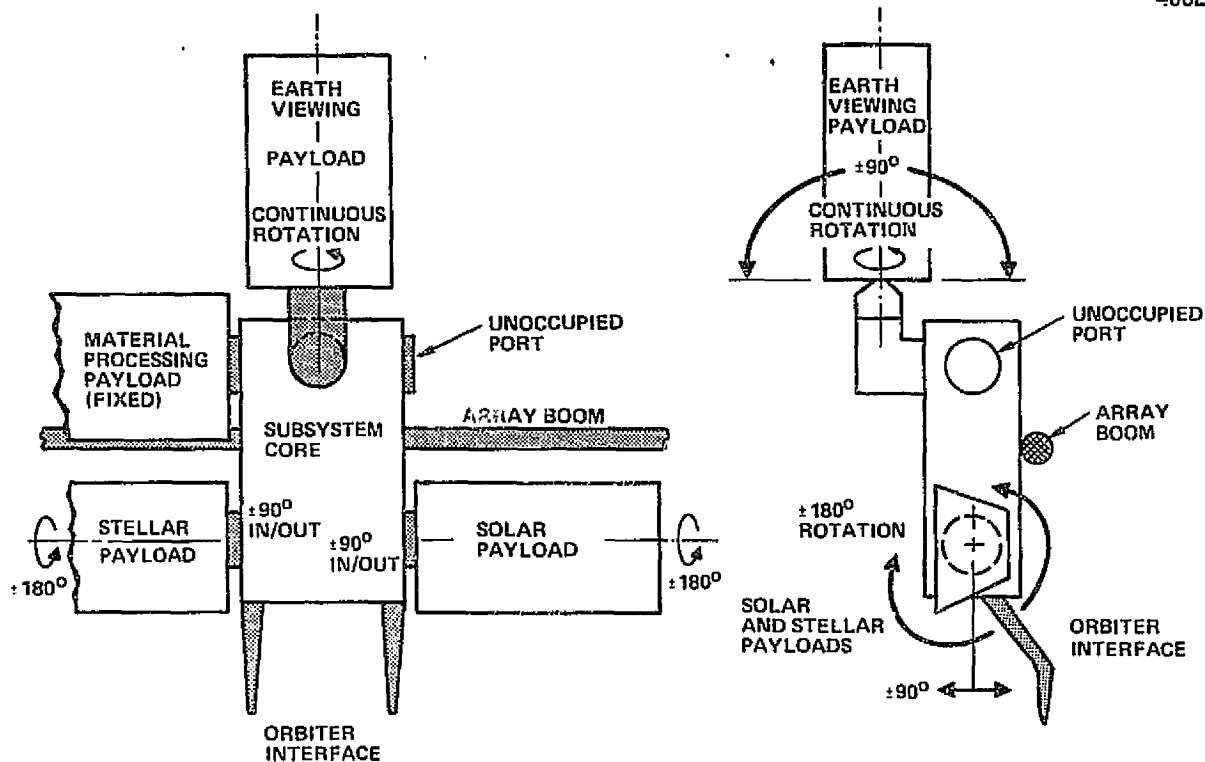 EARTH
VIEWING
PAYLOAD
CONTINUOUS
ROTATION
MATERIAL
PROCESSING
PAYLOAD
(FIXED)
UNOCCUPIED
PORT
ARRAY BOOM
SUBSYSTEM
CORE
±90°
IN/OUT
±90°
IN/OUT
STELLAR
PAYLOAD
±180°
SOLAR
PAYLOAD
±180°
ORBITER
INTERFACE
EARTH
VIEWING
PAYLOAD
±90°
CONTINUOUS
ROTATION
UNOCCUPIED
PORT
ARRAY
BOOM
±180°
ROTATION
SOLAR
AND STELLAR
PAYLOADS
ORBITER
INTERFACE
±90°